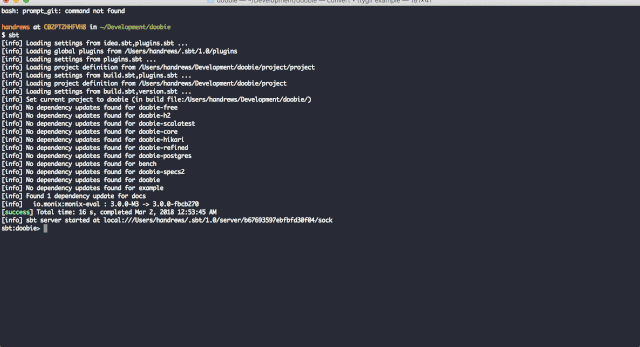 bash: prompt_git: command not found
handrews at C02PTZHHFVH8 in ~/Development/doobie
$ sbt
[info] Loading settings from idea.sbt,plugins.sbt ...
[info] Loading global plugins from /Users/handrews/.sbt/1.0/plugins
[info] Loading settings from plugins.sbt ...
[info] Loading project definition from /Users/handrews/Development/doobie/project/project
[info] Loading settings from build.sbt,plugins.sbt ...
[info] Loading project definition from /Users/handrews/Development/doobie/project
[info] Loading settings from build.sbt,version.sbt ...
[info] Set current project to doobie (in build file:/Users/handrews/Development/doobie/)
[info] No dependency updates found for doobie-free
[info] No dependency updates found for doobie-h2
[info] No dependency updates found for doobie-scalatest
[info] No dependency updates found for doobie-core
[info] No dependency updates found for doobie-hikari
[info] No dependency updates found for doobie-refined
[info] No dependency updates found for doobie-postgres
[info] No dependency updates found for bench
[info] No dependency updates found for doobie-specs2
[info] No dependency updates found for doobie
[info] No dependency updates found for example
[info] Found 1 dependency update for docs
[info]   io.monix:monix-eval : 3.0.0-M3 -> 3.0.0-fbcb270
[success] Total time: 16 s, completed Mar 2, 2018 12:53:45 AM
[info] sbt server started at local:///Users/handrews/.sbt/1.0/server/b67693597ebfbfd30f04/sock
sbt:doobie>